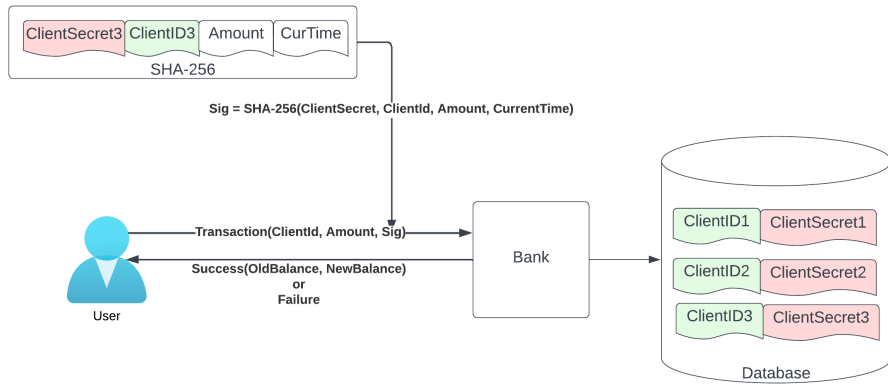 ClientSecret3 ClientID3 Amount CurTime
SHA-256
Sig = SHA-256(ClientSecret, ClientId, Amount, CurrentTime)
Transaction(ClientId, Amount, Sig)
Success(OldBalance, NewBalance)
or
Failure
User
Bank
ClientID1 ClientSecret1
ClientID2 ClientSecret2
ClientID3 ClientSecret3
Database